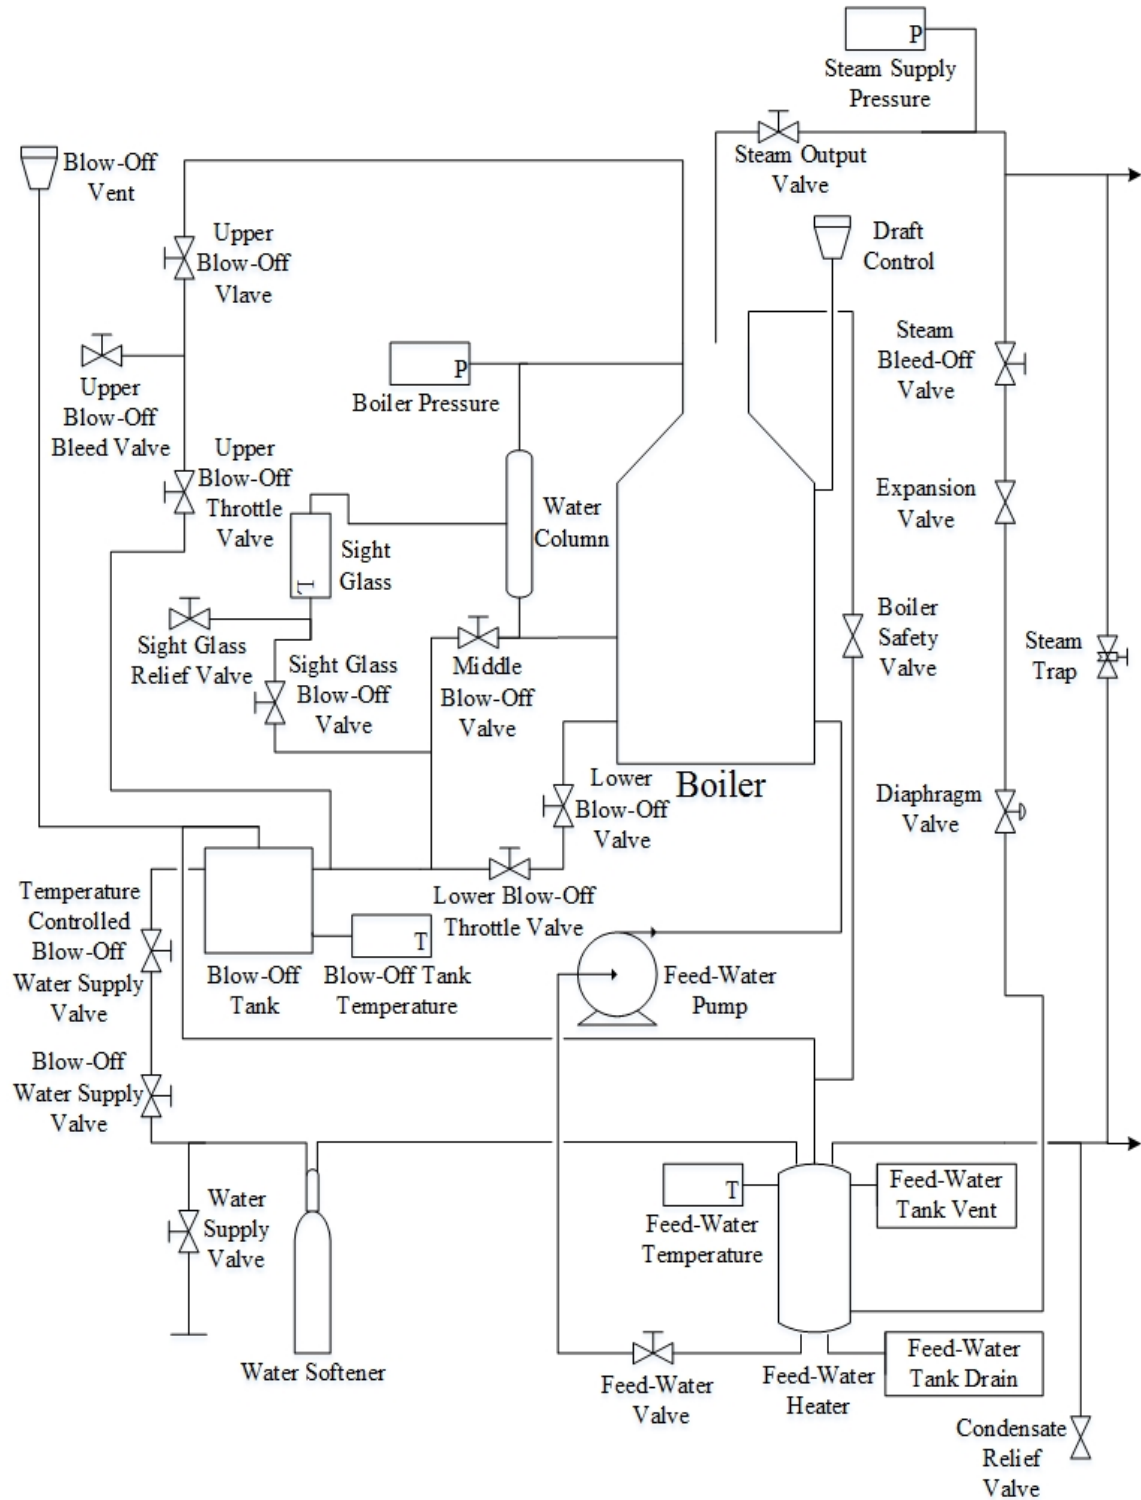 P
Steam Supply
Pressure
Steam Output
Valve
Blow-Off
Vent
Upper
Blow-Off
Vlave
Draft
Control
Steam
Bleed-Off
Valve
P
Boiler Pressure
Upper
Blow-Off
Bleed Valve
Upper
Blow-Off
Throttle
Valve
Water
Column
Expansion
Valve
L
Sight
Glass
Sight Glass
Relief Valve
Sight Glass
Blow-Off
Valve
Middle
Blow-Off
Valve
Boiler
Safety
Valve
Steam
Trap
Boiler
Lower
Blow-Off
Valve
Diaphragm
Valve
Temperature
Controlled
Blow-Off
Water Supply
Valve
Lower Blow-Off
Throttle Valve
T
Blow-Off
Tank
Blow-Off Tank
Temperature
Feed-Water
Pump
Blow-Off
Water Supply
Valve
Water
Supply
Valve
T
Feed-Water
Temperature
Feed-Water
Tank Vent
Water Softener
Feed-Water
Valve
Feed-Water
Heater
Feed-Water
Tank Drain
Condensate
Relief
Valve